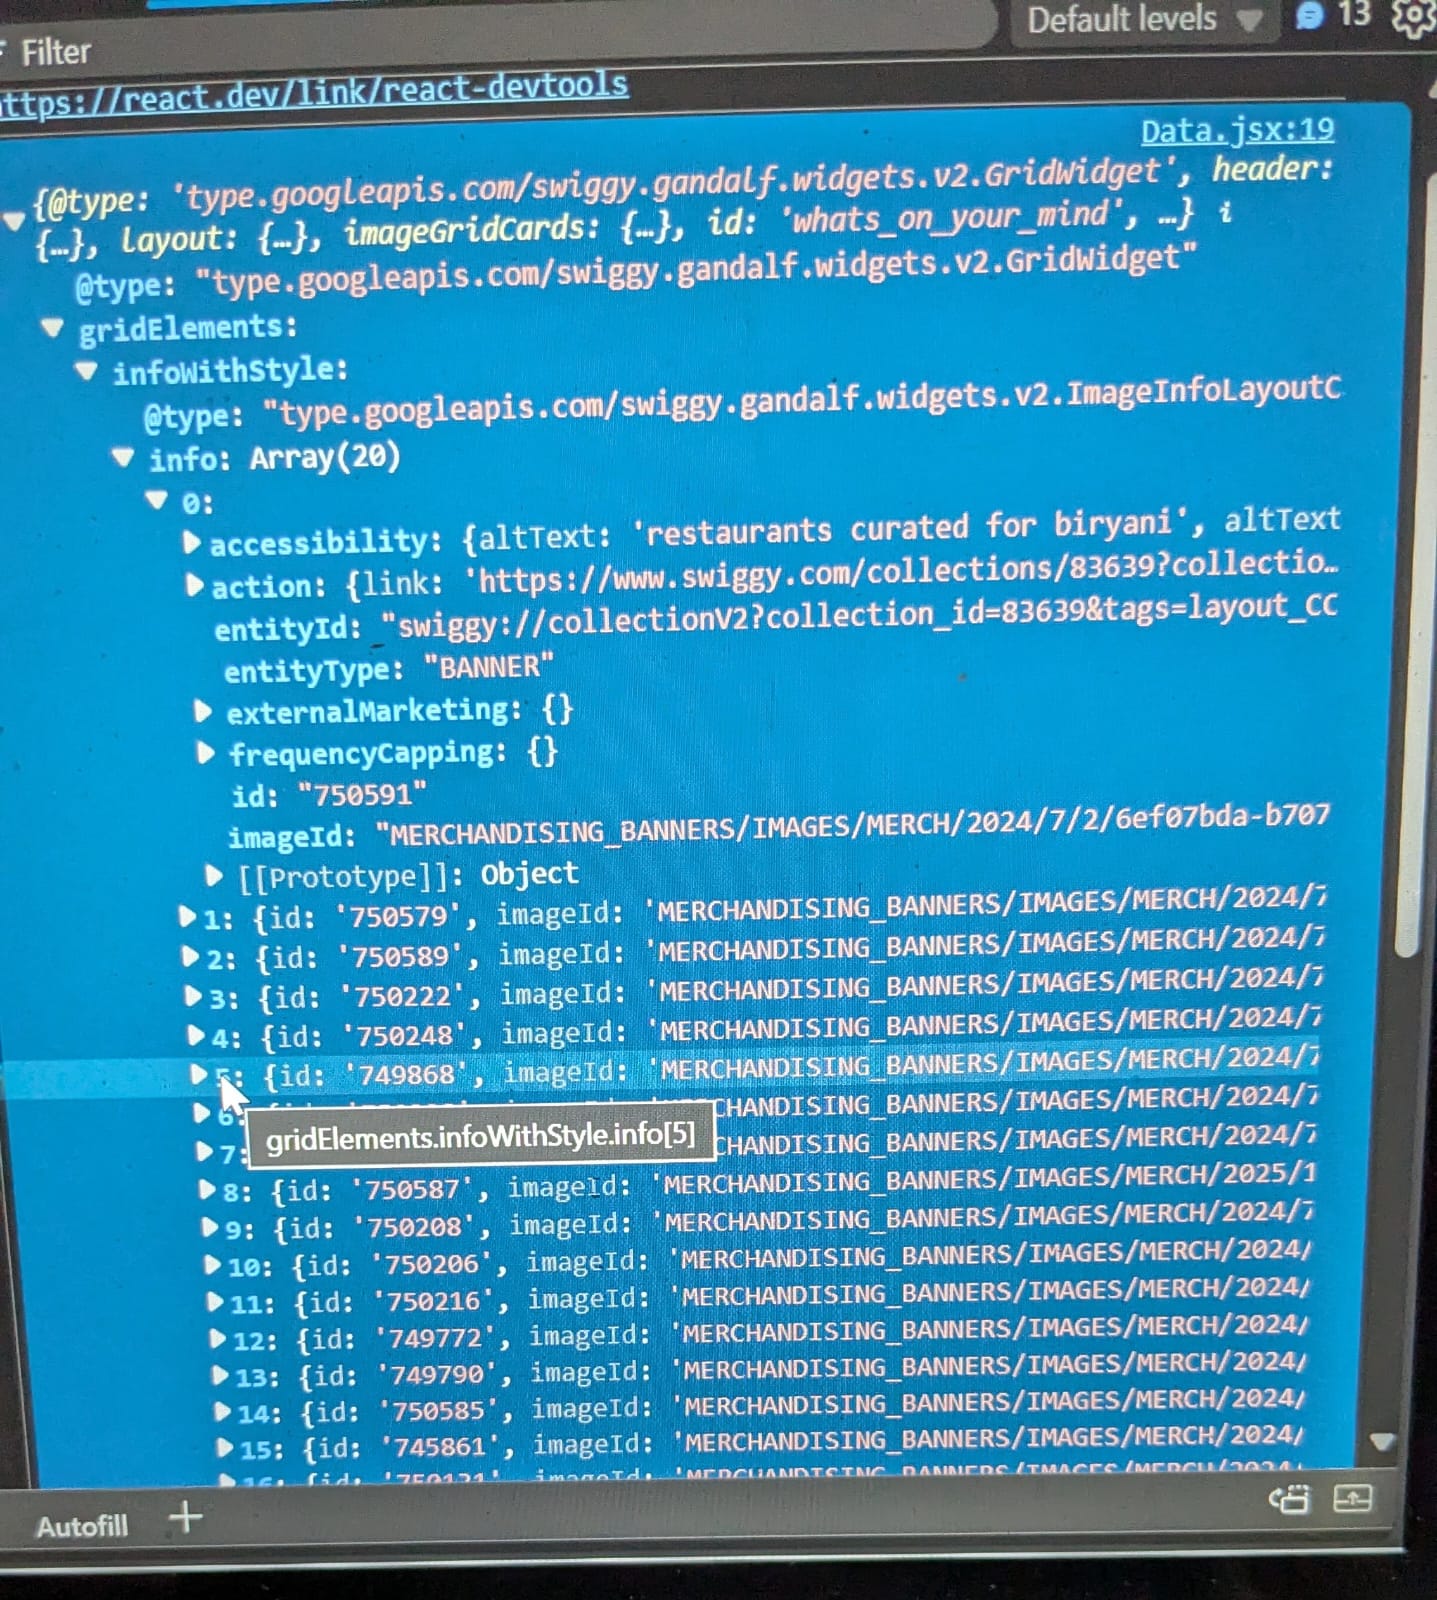 Default levels 13
Filter
ttps://react.dev/link/react-devtools
Data.jsx:19
{@type: 'type.googleapis.com/swiggy.gandalf.widgets.v2.GridWidget', header:
{…}, layout: {…}, imageGridCards: {…}, id: 'whats_on_your_mind', …} i
@type: "type.googleapis.com/swiggy.gandalf.widgets.v2.GridWidget"
gridElements:
infoWithStyle:
@type: "type.googleapis.com/swiggy.gandalf.widgets.v2.ImageInfoLayoutC
info: Array(20)
0:
accessibility: {altText: 'restaurants curated for biryani', altText
action: {link: 'https://www.swiggy.com/collections/83639?collectio…
entityId: "swiggy://collectionV2?collection_id=83639&tags=layout_CC
entityType: "BANNER"
externalMarketing: {}
frequencyCapping: {}
id: "750591"
imageId: "MERCHANDISING_BANNERS/IMAGES/MERCH/2024/7/2/6ef07bda-b707
[[Prototype]]: Object
1: {id: '750579', imageId: 'MERCHANDISING_BANNERS/IMAGES/MERCH/2024/7
2: {id: '750589', imageId: 'MERCHANDISING_BANNERS/IMAGES/MERCH/2024/7
3: {id: '750222', imageId: 'MERCHANDISING_BANNERS/IMAGES/MERCH/2024/7
4: {id: '750248', imageId: 'MERCHANDISING_BANNERS/IMAGES/MERCH/2024/7
5: {id: '749868', imageId: 'MERCHANDISING_BANNERS/IMAGES/MERCH/2024/7
6: CHANDISING_BANNERS/IMAGES/MERCH/2024/7
gridElements.infoWithStyle.info[5]
7: CHANDISING_BANNERS/IMAGES/MERCH/2024/7
8: {id: '750587', imageId: 'MERCHANDISING_BANNERS/IMAGES/MERCH/2025/1
9: {id: '750208', imageId: 'MERCHANDISING_BANNERS/IMAGES/MERCH/2024/7
10: {id: '750206', imageId: 'MERCHANDISING_BANNERS/IMAGES/MERCH/2024/
11: {id: '750216', imageId: 'MERCHANDISING_BANNERS/IMAGES/MERCH/2024/
12: {id: '749772', imageId: 'MERCHANDISING_BANNERS/IMAGES/MERCH/2024/
13: {id: '749790', imageId: 'MERCHANDISING_BANNERS/IMAGES/MERCH/2024/
14: {id: '750585', imageId: 'MERCHANDISING_BANNERS/IMAGES/MERCH/2024/
15: {id: '745861', imageId: 'MERCHANDISING_BANNERS/IMAGES/MERCH/2024/
16: {id: imageId: 'MERCHANDISING_BANNERS/IMAGES/MERCH/2024/
Autofill +